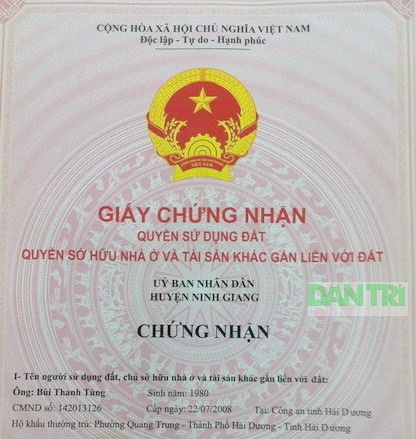 CỘNG HÒA XÃ HỘI CHỦ NGHĨA VIỆT NAM
Độc lập - Tự do - Hạnh phúc
GIẤY CHỨNG NHẬN
QUYỀN SỬ DỤNG ĐẤT
QUYỀN SỞ HỮU NHÀ Ở VÀ TÀI SẢN KHÁC GẮN LIỀN VỚI ĐẤT
UỶ BAN NHÂN DÂN
HUYỆN NINH GIANG
DÂN TRÍ
CHỨNG NHẬN
I- Tên người sử dụng đất, chủ sở hữu nhà ở và tài sản khác gắn liền với đất:
Ông: Bùi Thanh Tùng Sinh năm: 1980
CMND số: 142013126 Cấp ngày: 22/07/2008 Tại: Công an tỉnh Hải Dương
Hộ khẩu thường trú: Phường Quang Trung - Thành Phố Hải Dương - Tỉnh Hải Dương